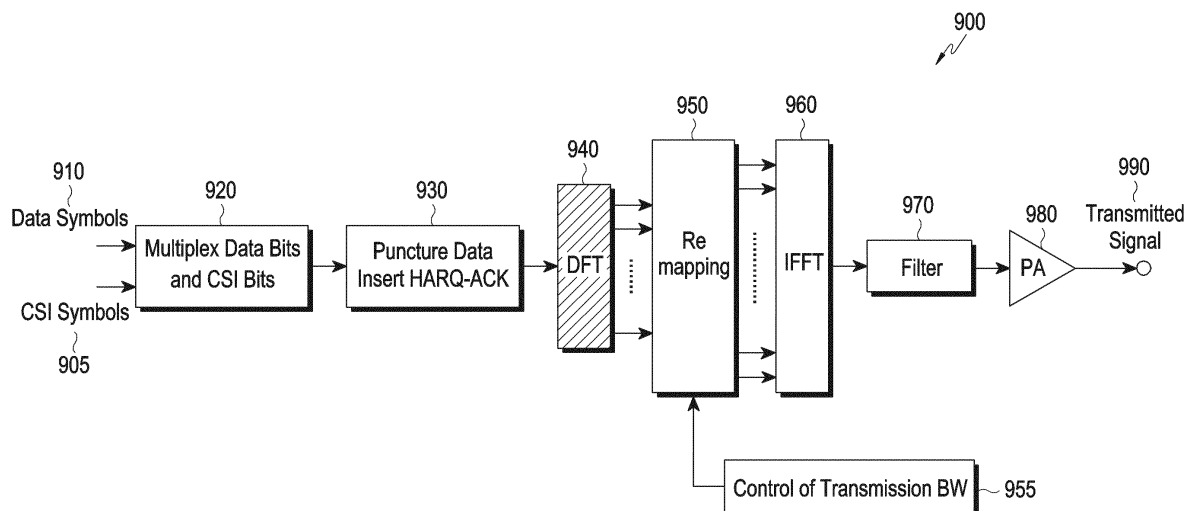 900
910
Data Symbols
920
Multiplex Data Bits
and CSI Bits
CSI Symbols
905
930
Puncture Data
Insert HARQ-ACK
940
DFT
950
Re
mapping
960
IFFT
970
Filter
980
PA
990
Transmitted
Signal
Control of Transmission BW
955